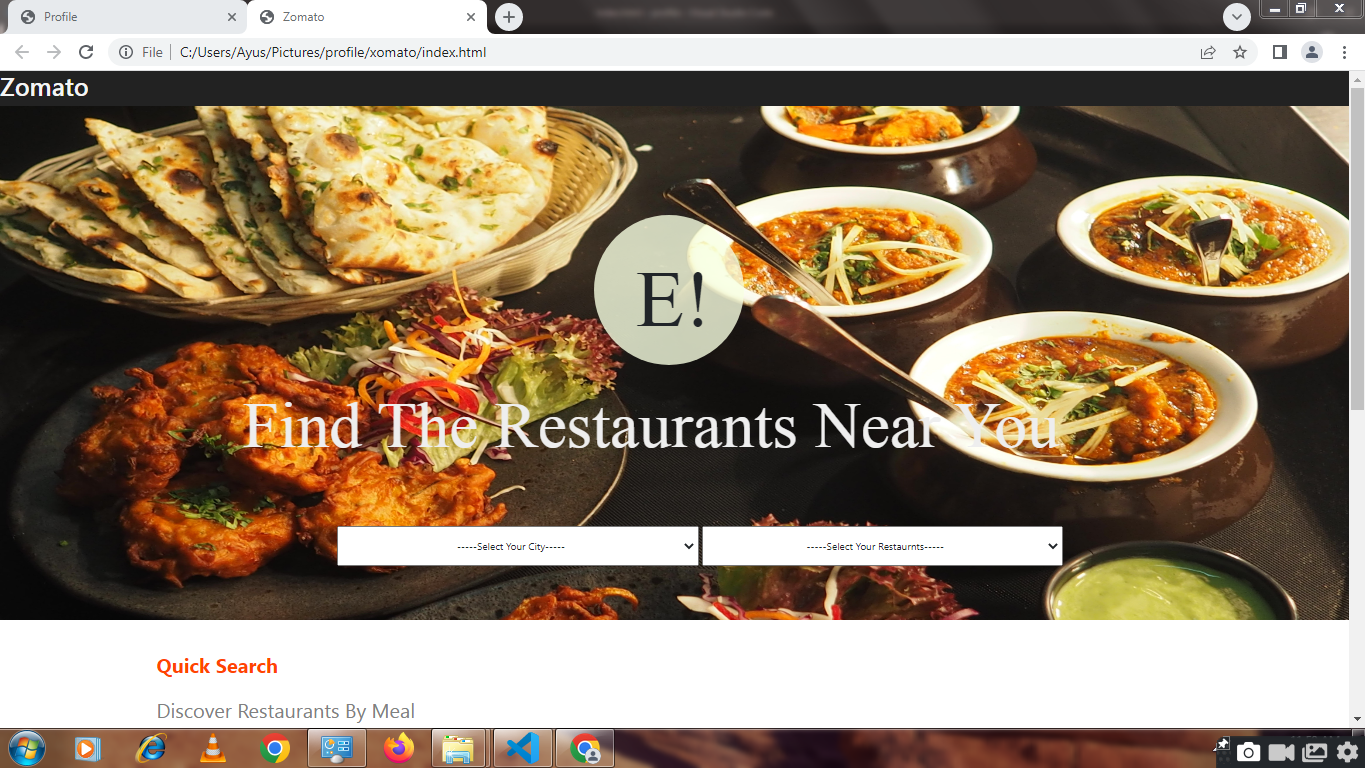 Profile
Zomato
File
C:/Users/Ayus/Pictures/profile/xomato/index.html
Zomato
E!
Find The Restaurants Near You
-----Select Your City-----
-----Select Your Restaurnts-----
Quick Search
Discover Restaurants By Meal